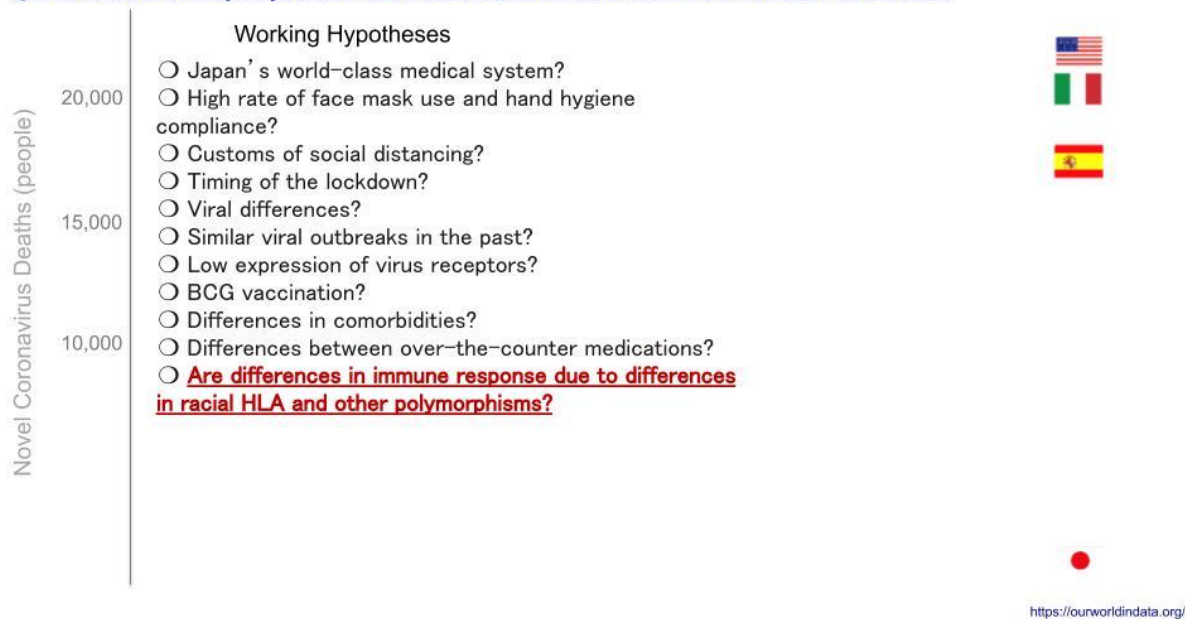 Working Hypotheses
❍ Japan's world-class medical system?
❍ High rate of face mask use and hand hygiene
compliance?
❍ Customs of social distancing?
❍ Timing of the lockdown?
❍ Viral differences?
❍ Similar viral outbreaks in the past?
❍ Low expression of virus receptors?
❍ BCG vaccination?
❍ Differences in comorbidities?
❍ Differences between over-the-counter medications?
❍ Are differences in immune response due to differences
in racial HLA and other polymorphisms?
Novel Coronavirus Deaths (people)
20,000
15,000
10,000
https://ourworldindata.org/